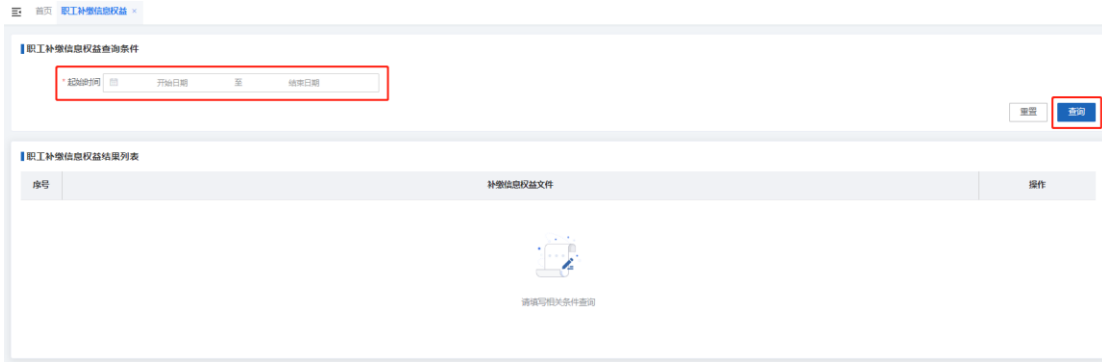 首页 职工补缴信息权益 ×
职工补缴信息权益查询条件
* 起始时间 开始日期 至 结束日期
重置 查询
职工补缴信息权益结果列表
序号 补缴信息权益文件 操作
请填写相关条件查询